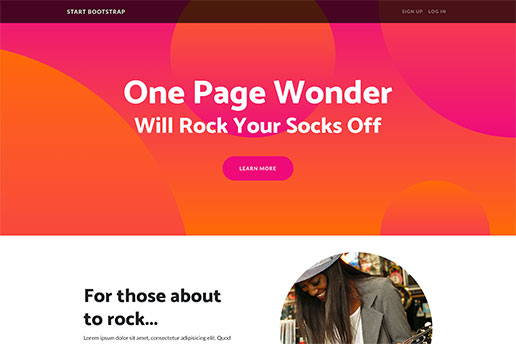 START BOOTSTRAP
SIGN UP LOG IN
One Page Wonder
Will Rock Your Socks Off
LEARN MORE
For those about
to rock...
Lorem ipsum dolor sit amet, consectetur adipisicing elit. Quod